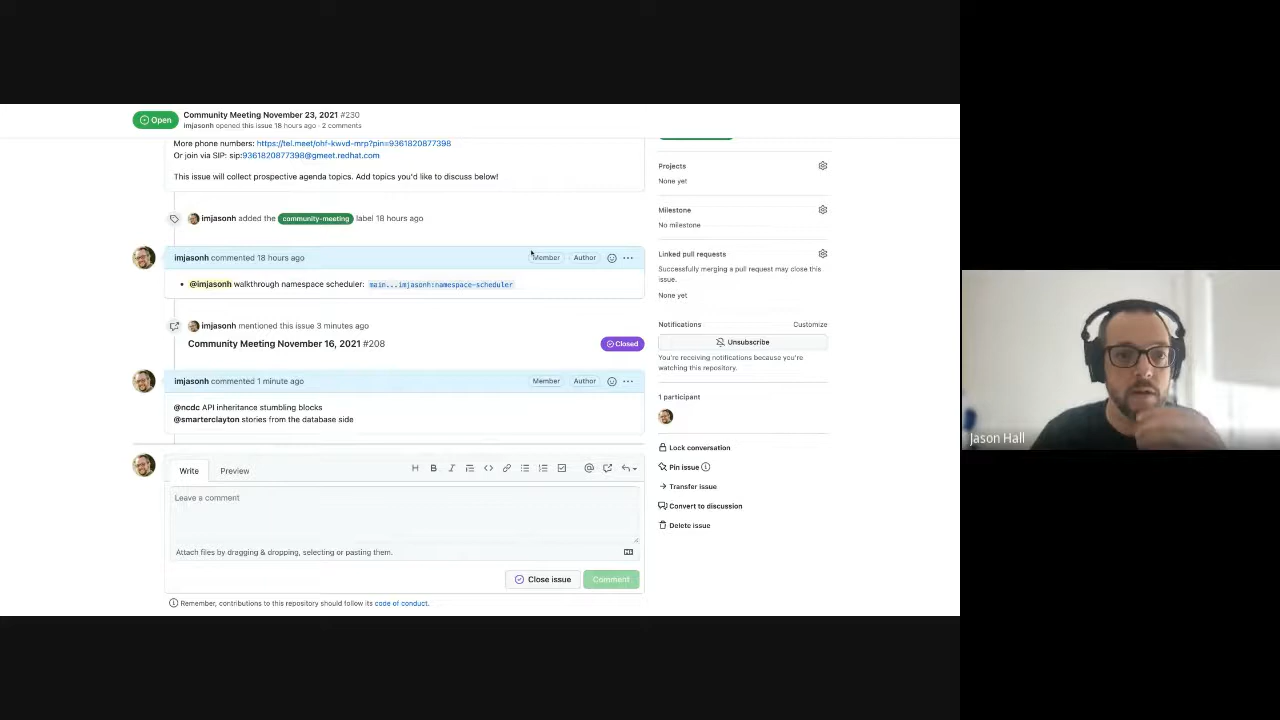 Open
Community Meeting November 23, 2021 #230
imjasonh opened this issue 18 hours ago · 2 comments
More phone numbers: https://tel.meet/ohf-kwvd-mrp?pin=9361820877398
Or join via SIP: sip:9361820877398@gmeet.redhat.com
This issue will collect prospective agenda topics. Add topics you'd like to discuss below!
imjasonh added the community-meeting label 18 hours ago
imjasonh commented 18 hours ago
Member
Author
@imjasonh walkthrough namespace scheduler: main...imjasonh:namespace-scheduler
imjasonh mentioned this issue 3 minutes ago
Community Meeting November 16, 2021 #208
Closed
imjasonh commented 1 minute ago
Member
Author
@ncdc API inheritance stumbling blocks
@smarterclayton stories from the database side
Write
Preview
Leave a comment
Attach files by dragging & dropping, selecting or pasting them.
Close issue
Comment
Remember, contributions to this repository should follow its code of conduct.
Projects
None yet
Milestone
No milestone
Linked pull requests
Successfully merging a pull request may close this
issue.
None yet
Notifications
Customize
Unsubscribe
You're receiving notifications because you're
watching this repository.
1 participant
Lock conversation
Pin issue
Transfer issue
Convert to discussion
Delete issue
Jason Hall